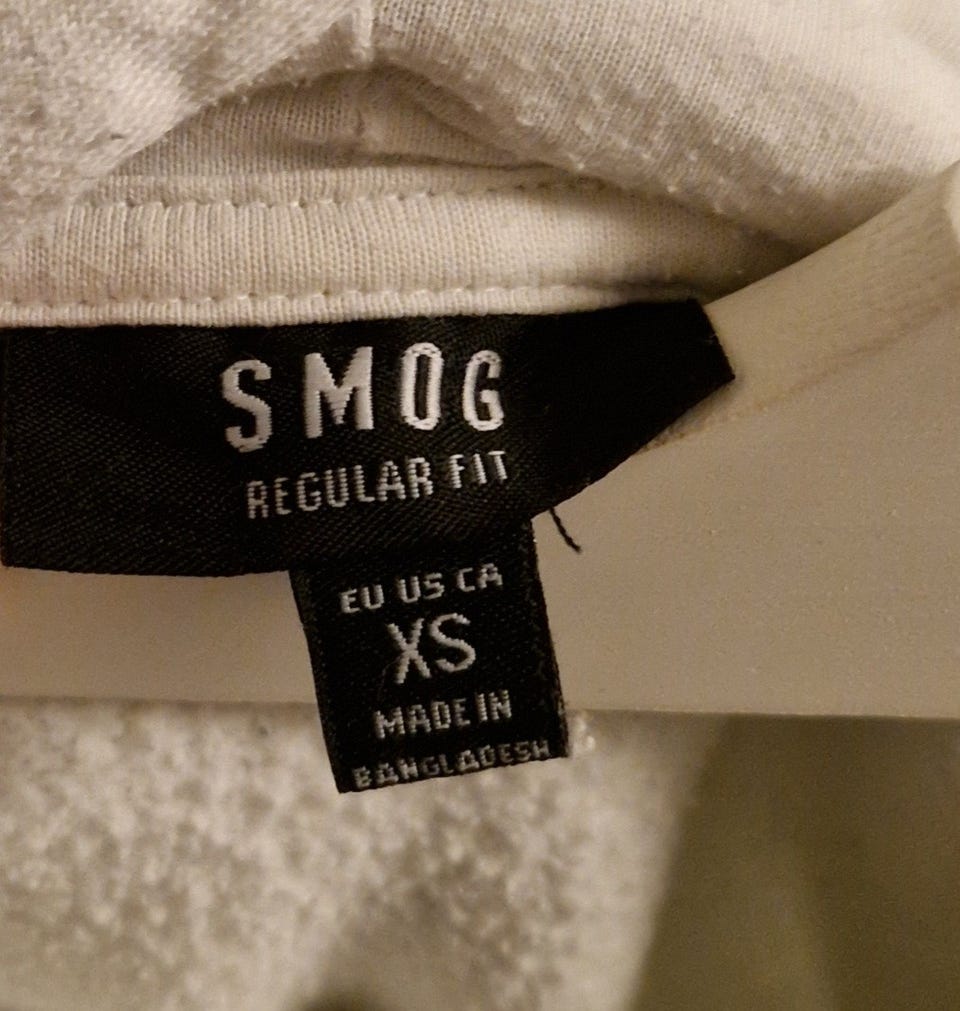 SMOG
REGULAR FIT
EU US CA
XS
MADE IN
BANGLADESH